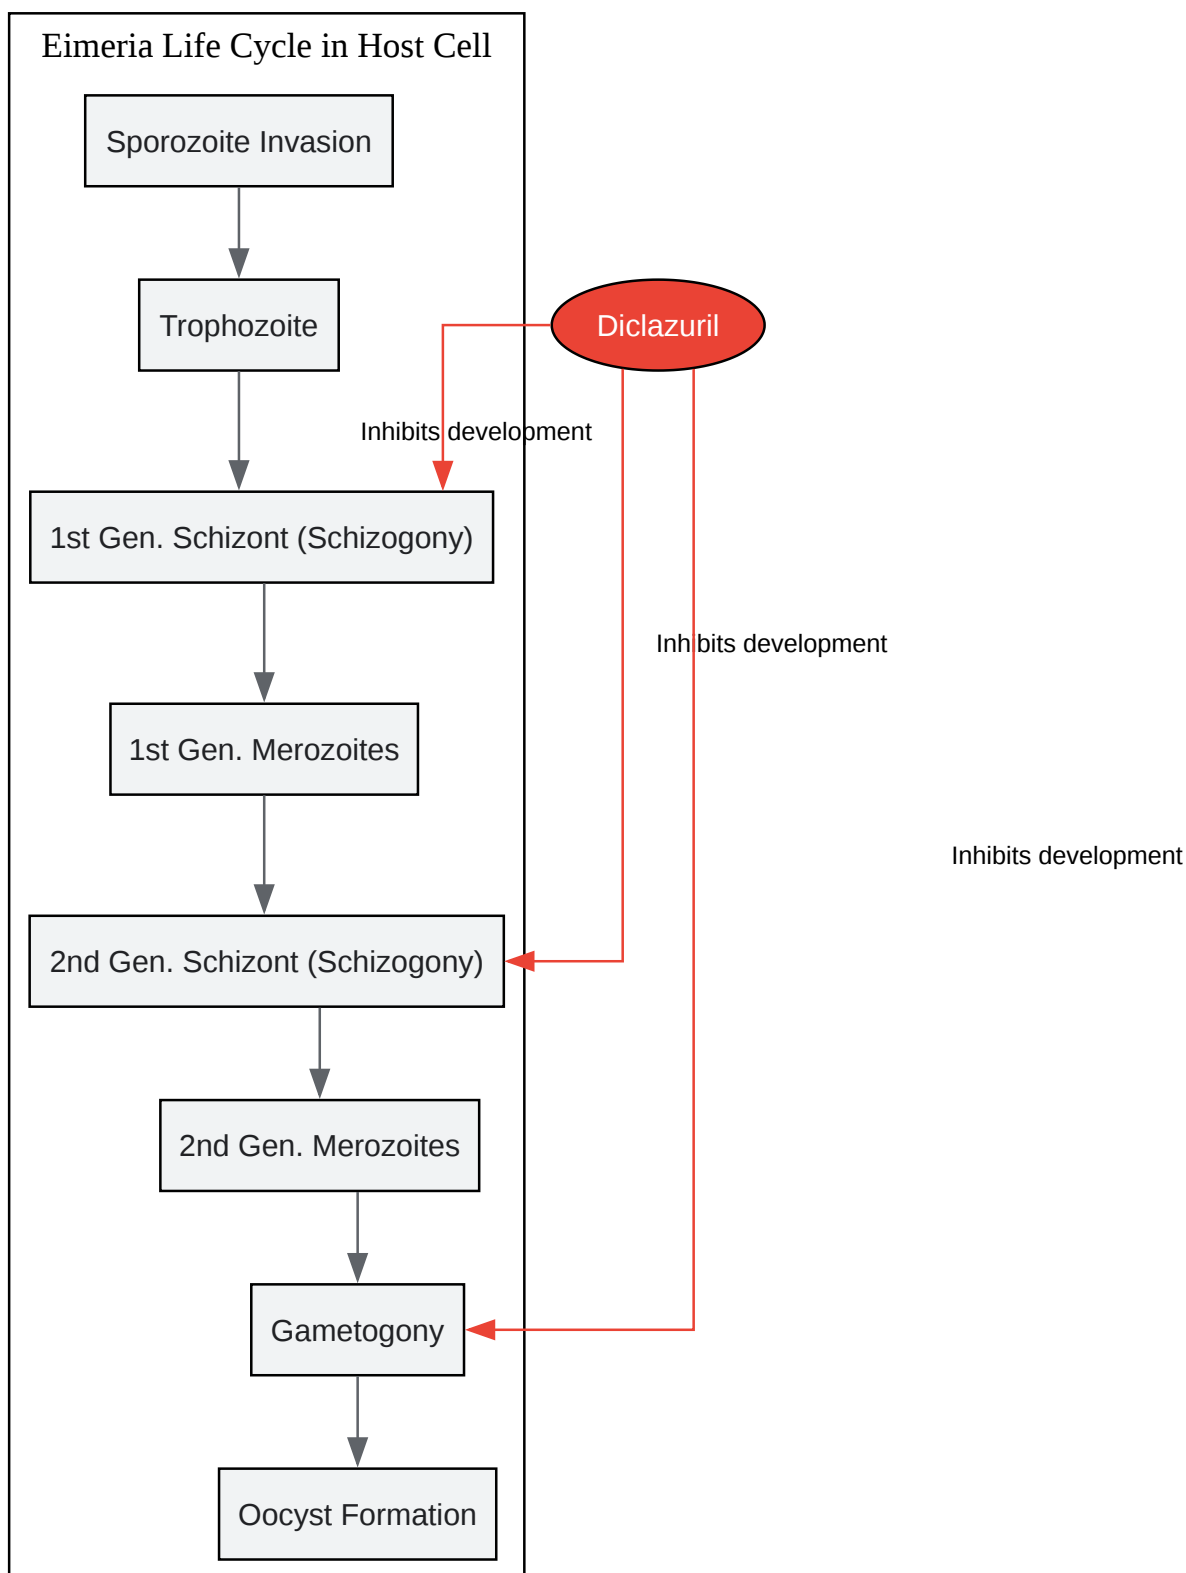 Eimeria Life Cycle in Host Cell
Sporozoite Invasion
Trophozoite
Diclazuril
Inhibits development
1st Gen. Schizont (Schizogony)
Inhibits development
1st Gen. Merozoites
Inhibits development
2nd Gen. Schizont (Schizogony)
2nd Gen. Merozoites
Gametogony
Oocyst Formation